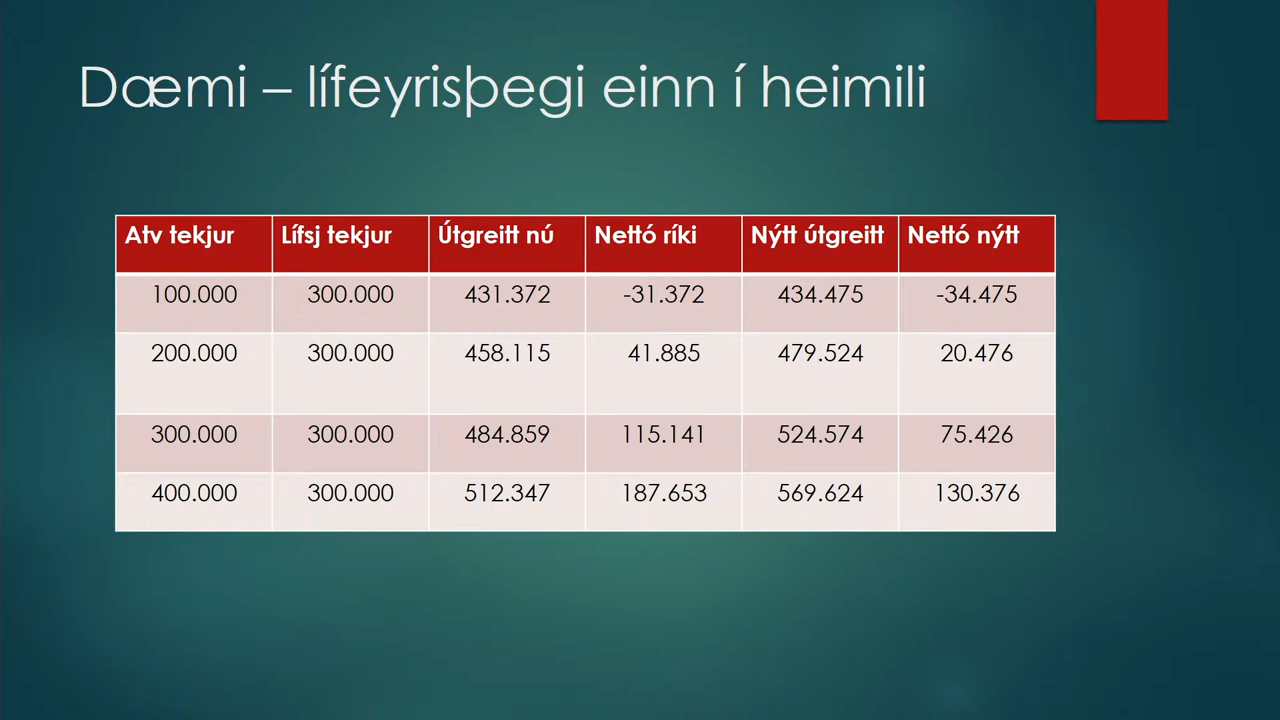 Dæmi – lífeyrisþegi einn í heimili
Atv tekjur Lífsj tekjur Útgreitt nú Nettó ríki Nýtt útgreitt Nettó nýtt
100.000 300.000 431.372 -31.372 434.475 -34.475
200.000 300.000 458.115 41.885 479.524 20.476
300.000 300.000 484.859 115.141 524.574 75.426
400.000 300.000 512.347 187.653 569.624 130.376